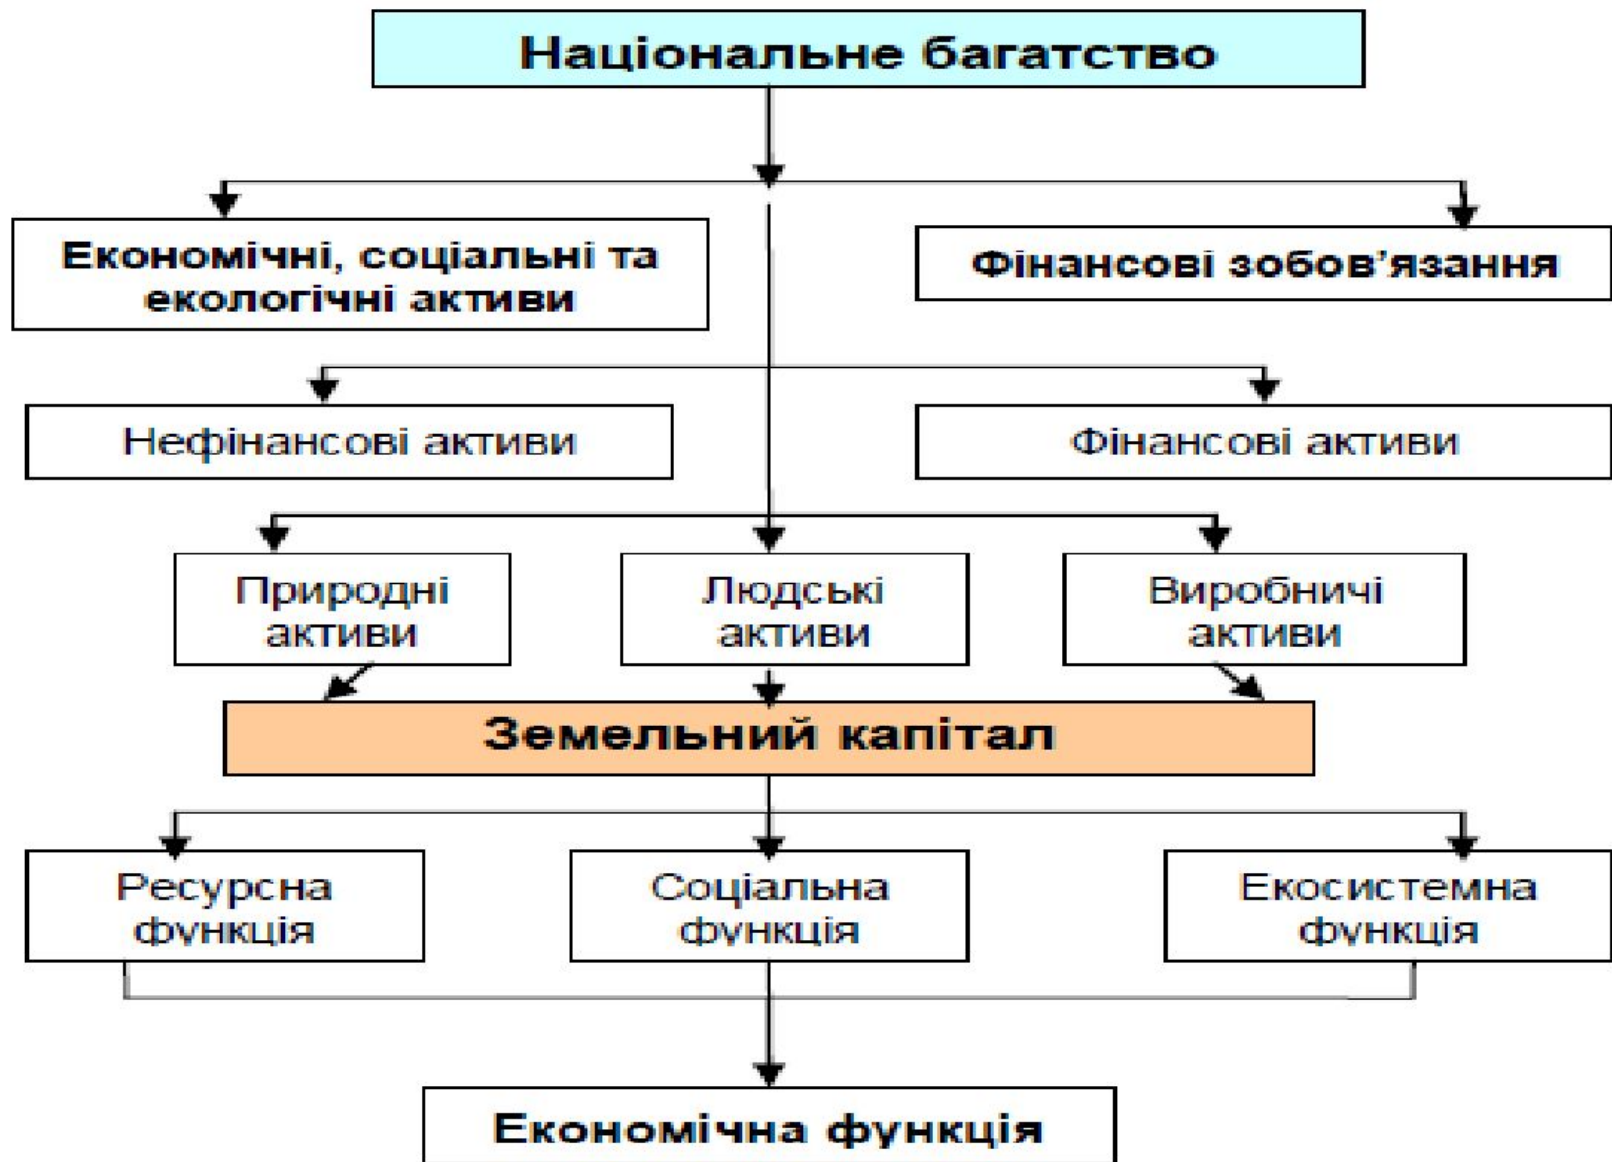 Національне багатство
Економічні, соціальні та
екологічні активи
Фінансові зобов’язання
Нефінансові активи
Фінансові активи
Природні
активи
Людські
активи
Виробничі
активи
Земельний капітал
Ресурсна
функція
Соціальна
функція
Екосистемна
функція
Економічна функція